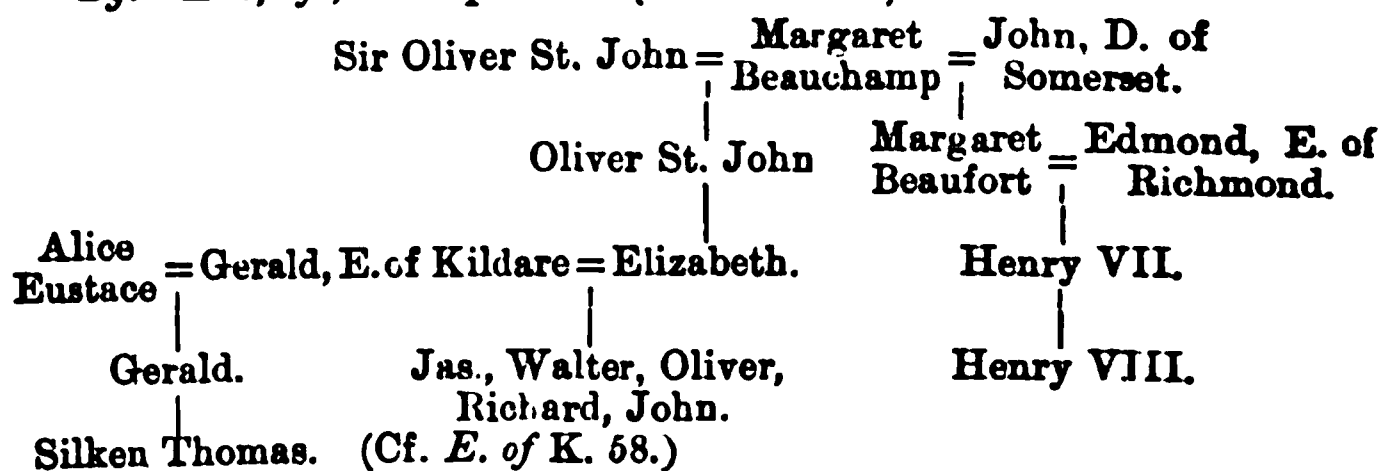 Sir Oliver St. John = Margaret Beauchamp = John, D. of Somerset.
Oliver St. John Margaret Beaufort = Edmond, E. of Richmond.
Alice Eustace = Gerald, E. of Kildare = Elizabeth. Henry VII.
Gerald. Jas., Walter, Oliver, Henry VIII.
Richard, John.
Silken Thomas. (Cf. E. of K. 58.)